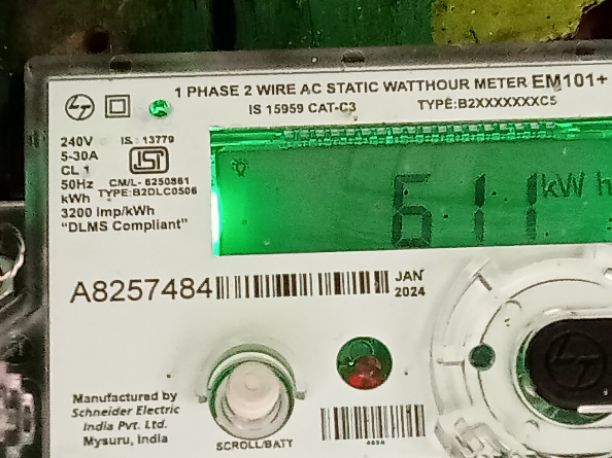 1 PHASE 2 WIRE AC STATIC WATTHOUR METER EM101+
IS 15959 CAT-C3 TYPE:B2XXXXXXXC5
240V IS : 13779
5-30A
CL 1
50Hz CM/L- 6250861
kWh TYPE:B2DLC0506
3200 imp/kWh
"DLMS Compliant"
611 kW h
A8257484 JAN
2024
Manufactured by
Schneider Electric
India Pvt. Ltd.
Mysuru, India
SCROLL/BATT